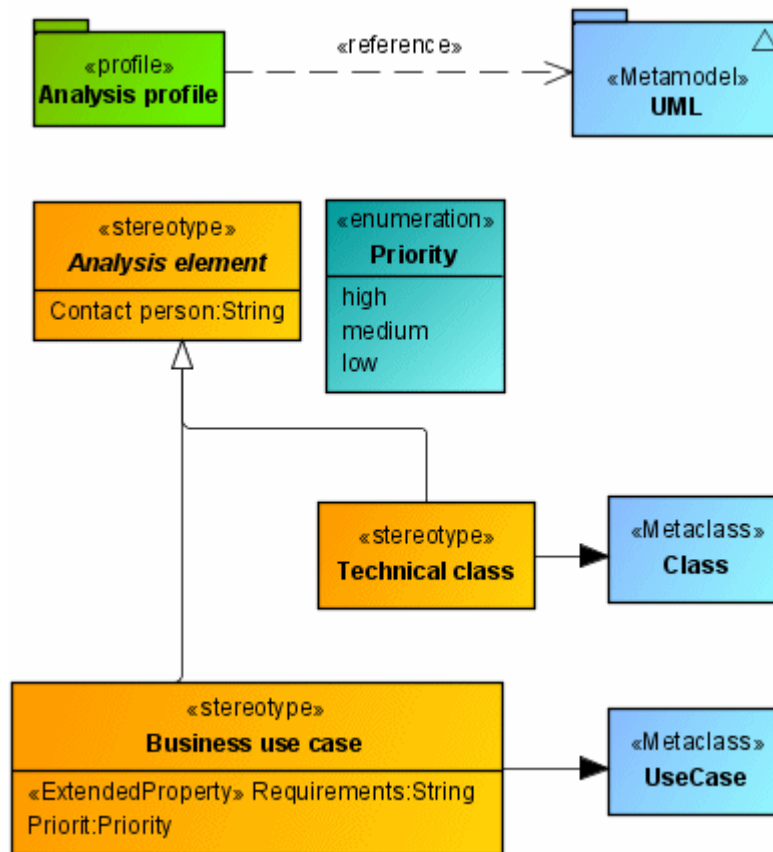 «profile»
Analysis profile
«reference»
«Metamodel»
UML
«stereotype»
Analysis element
Contact person:String
«enumeration»
Priority
high
medium
low
«stereotype»
Technical class
«Metaclass»
Class
«stereotype»
Business use case
«ExtendedProperty» Requirements:String
Priorit:Priority
«Metaclass»
UseCase